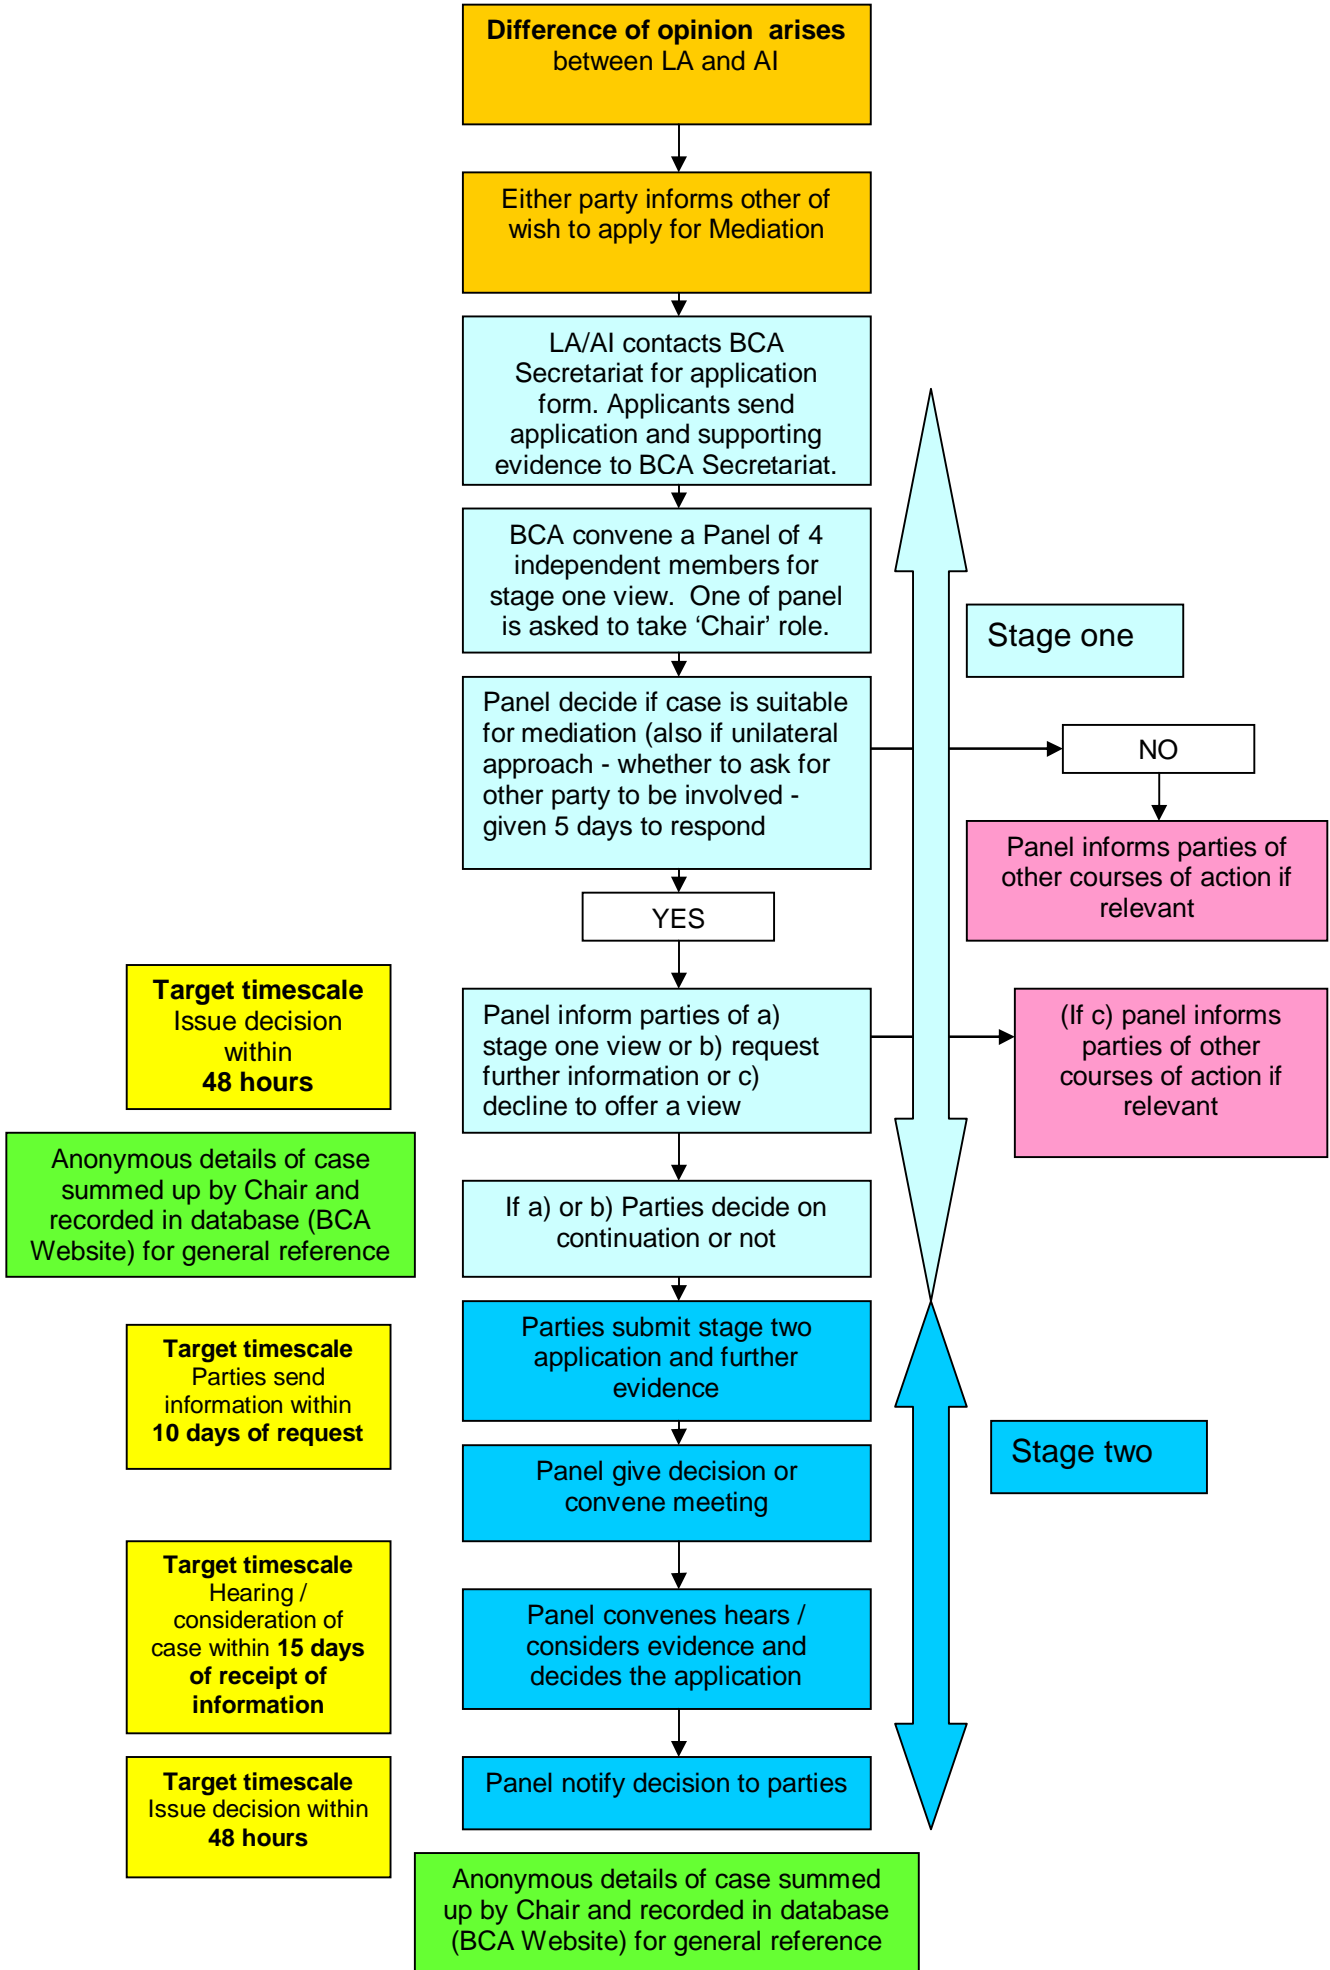 Difference of opinion  arises
between LA and AI
Either party informs other of
wish to apply for Mediation
LA/AI contacts BCA
Secretariat for application
form. Applicants send
application and supporting
evidence to BCA Secretariat.
BCA convene a Panel of 4
independent members for
stage one view.  One of panel
is asked to take ‘Chair’ role.
Stage one
Panel decide if case is suitable
for mediation (also if unilateral
approach - whether to ask for
other party to be involved -
given 5 days to respond
NO
Panel informs parties of
other courses of action if
relevant
YES
Target timescale
Issue decision
within
48 hours
Panel inform parties of a)
stage one view or b) request
further information or c)
decline to offer a view
(If c) panel informs
parties of other
courses of action if
relevant
Anonymous details of case
summed up by Chair and
recorded in database (BCA
Website) for general reference
If a) or b) Parties decide on
continuation or not
Parties submit stage two
application and further
evidence
Target timescale
Parties send
information within
10 days of request
Stage two
Panel give decision or
convene meeting
Target timescale
Hearing /
consideration of
case within 15 days
of receipt of
information
Panel convenes hears /
considers evidence and
decides the application
Target timescale
Issue decision within
48 hours
Panel notify decision to parties
Anonymous details of case summed
up by Chair and recorded in database
(BCA Website) for general reference